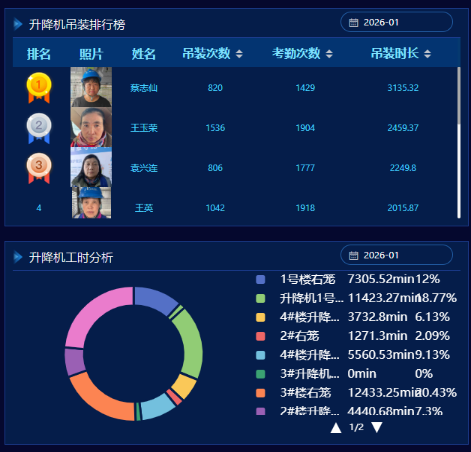 升降机吊装排行榜 2026-01
排名 照片 姓名 吊装次数 考勤次数 吊装时长
1 蔡志仙 820 1429 3135.32
2 王玉荣 1536 1904 2459.37
3 袁兴连 806 1777 2249.8
4 王英 1042 1918 2015.87
升降机工时分析 2026-01
1号楼右笼 7305.52min 12%
升降机1号... 11423.27min 18.77%
4#楼升降... 3732.8min 6.13%
2#右笼 1271.3min 2.09%
4#楼升降... 5560.53min 9.13%
3#升降机... 0min 0%
3#楼右笼 12433.25min 20.43%
2#楼升降... 4440.68min 7.3%
1/2